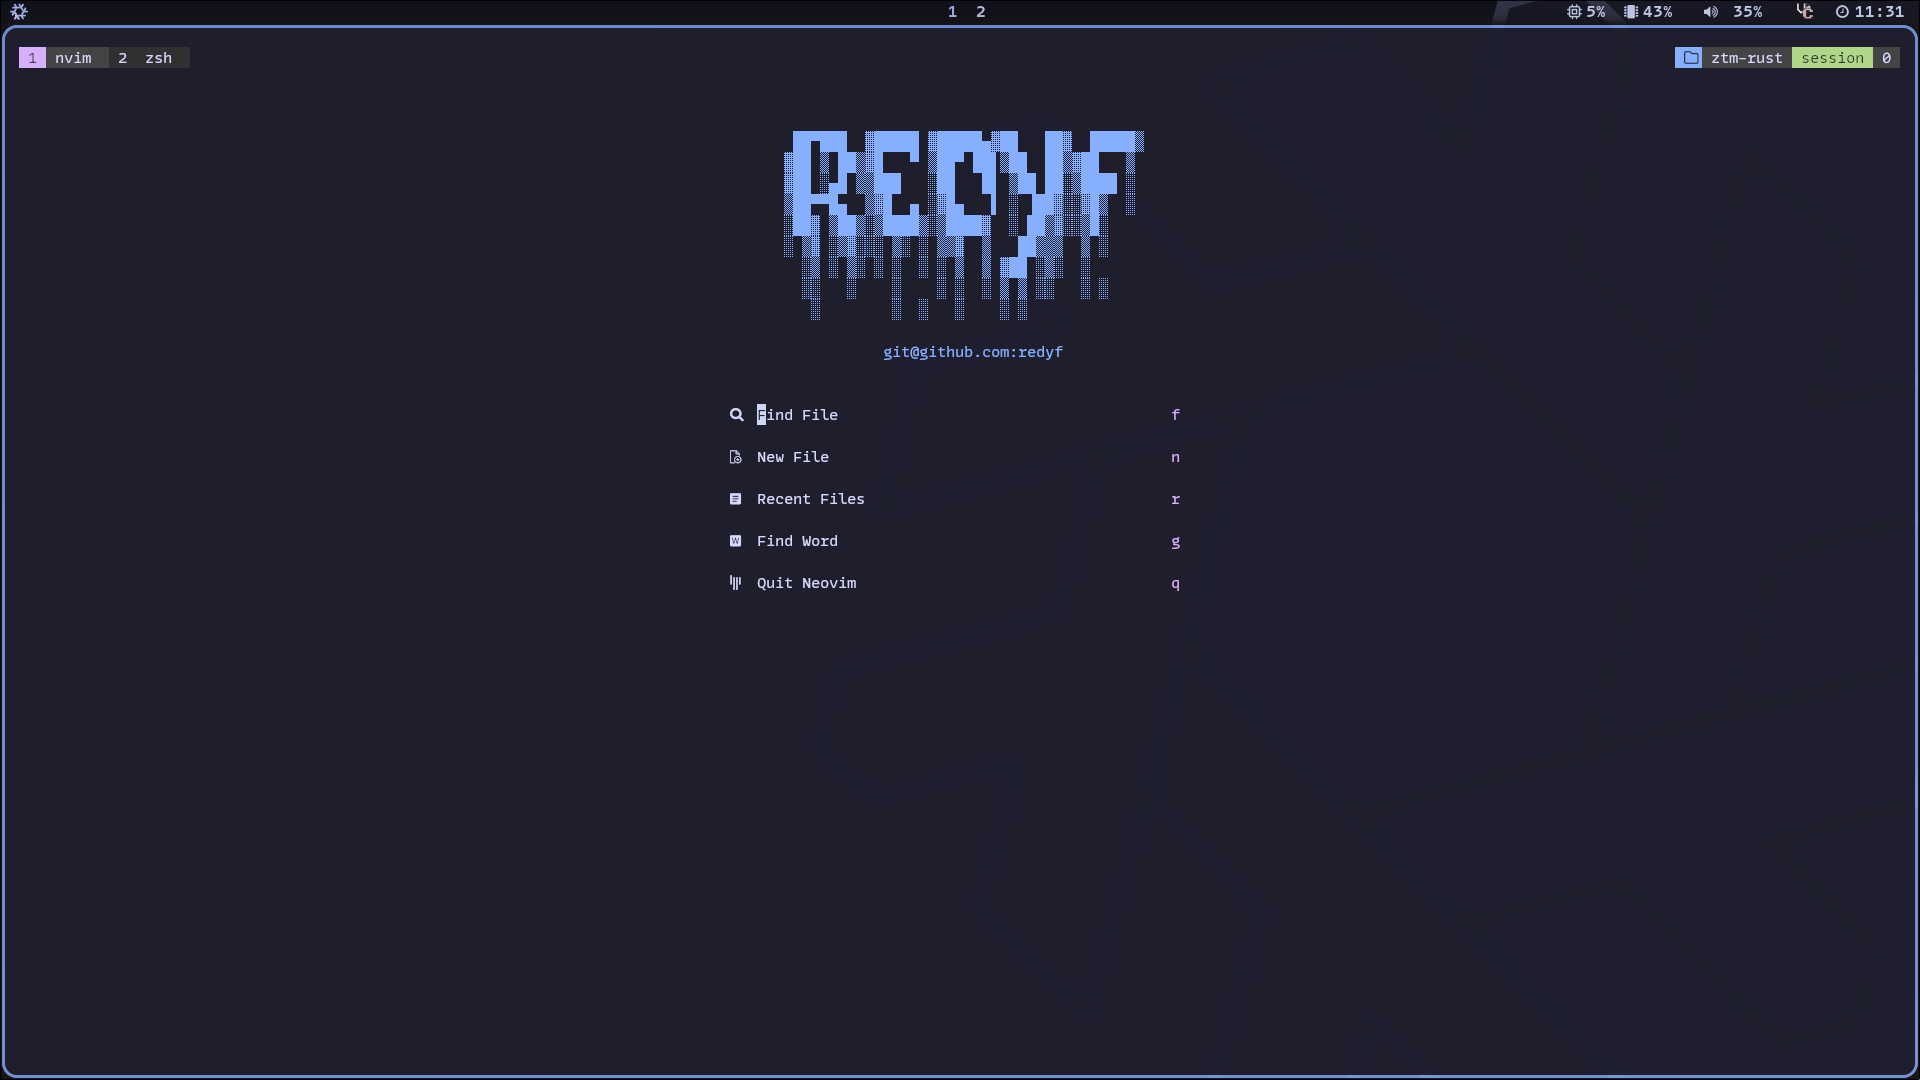 1 2
5% 43% 35% 11:31
1 nvim 2 zsh
ztm-rust session 0
REDYF
git@github.com:redyf
Find File f
New File n
Recent Files r
Find Word g
Quit Neovim q